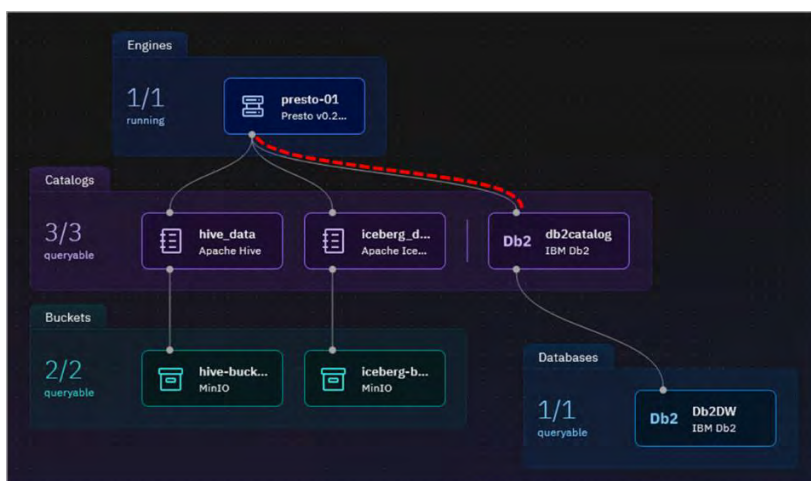 Engines
1/1
running
presto-01
Presto v0.2...
Catalogs
3/3
queryable
hive_data
Apache Hive
iceberg_d...
Apache Ice...
Db2
db2catalog
IBM Db2
Buckets
2/2
queryable
hive-buck...
MinIO
iceberg-b...
MinIO
Databases
1/1
queryable
Db2
Db2DW
IBM Db2